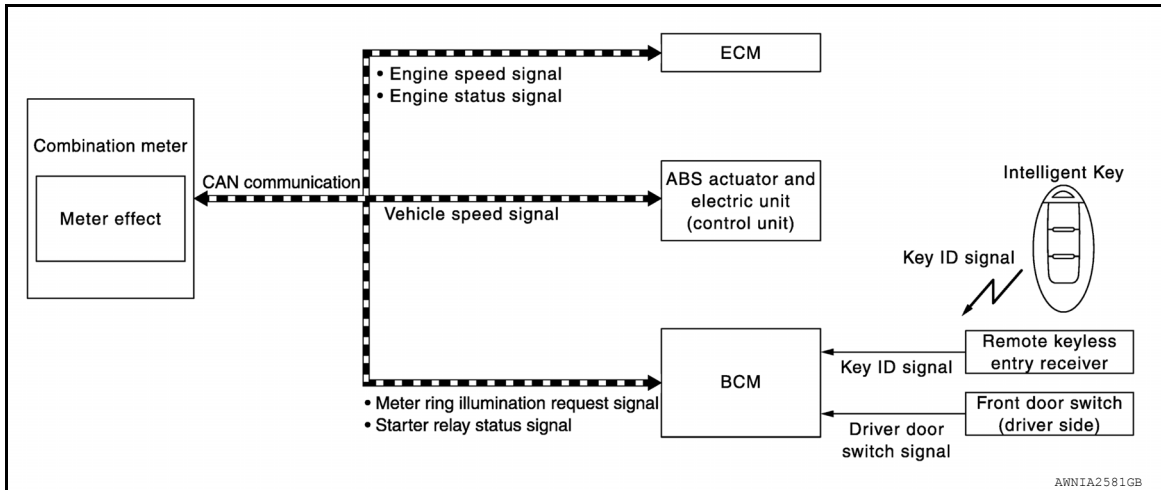 ECM
• Engine speed signal
• Engine status signal
Combination meter
Meter effect
CAN communication
Vehicle speed signal
ABS actuator and
electric unit
(control unit)
Intelligent Key
Key ID signal
BCM
Key ID signal
Remote keyless
entry receiver
• Meter ring illumination request signal
• Starter relay status signal
Driver door
switch signal
Front door switch
(driver side)
AWNIA2581GB